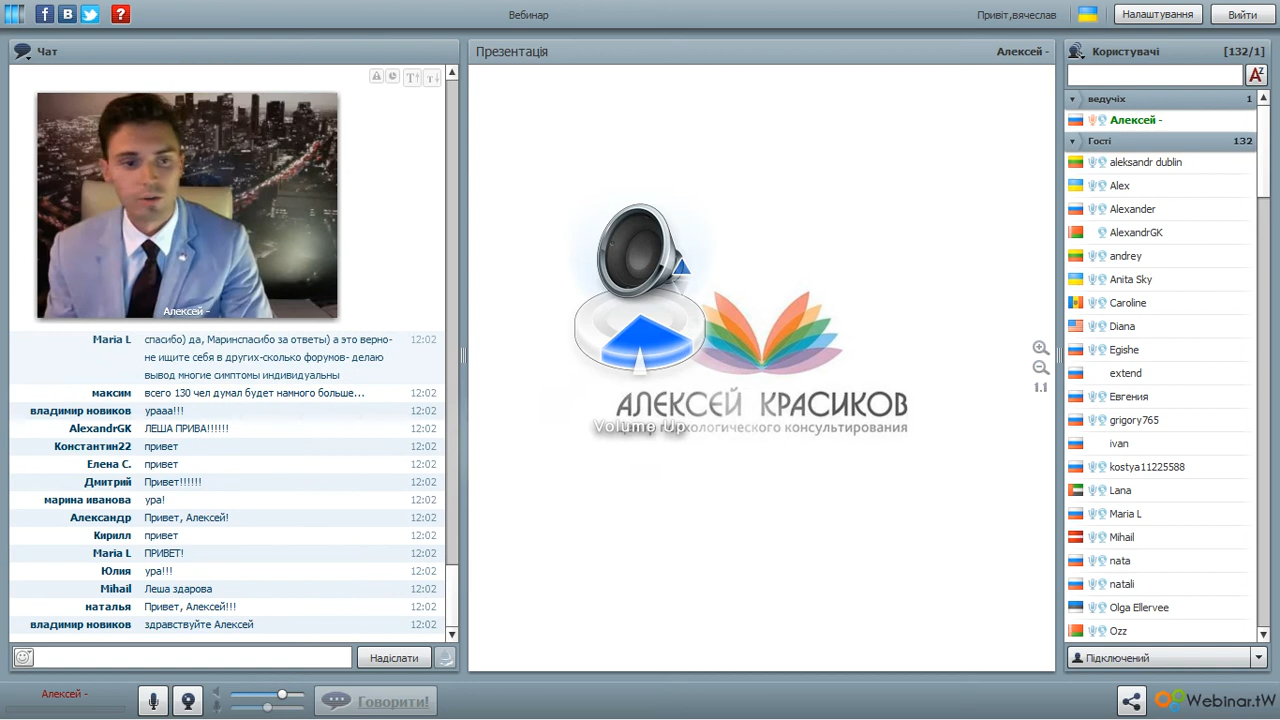 Вебинар
Привіт,вячеслав
Налаштування
Вийти
Чат
Алексей -
Maria L спасибо) да, Маринспасибо за ответы) а это верно- 12:02
не ищите себя в других-сколько форумов- делаю
вывод многие симптомы индивидуальны
максим всего 130 чел думал будет намного больше... 12:02
владимир новиков урааа!!! 12:02
AlexandrGK ЛЕША ПРИВА!!!!!! 12:02
Константин22 привет 12:02
Елена С. привет 12:02
Дмитрий Привет!!!!!! 12:02
марина иванова ура! 12:02
Александр Привет, Алексей! 12:02
Кирилл привет 12:02
Maria L ПРИВЕТ! 12:02
Юлия ура!!! 12:02
Mihail Леша здарова 12:02
наталья Привет, Алексей!!! 12:02
владимир новиков здравствуйте Алексей 12:02
Надіслати
Презентація Алексей -
АЛЕКСЕЙ КРАСИКОВ
психологического консультирования
Volume Up
1.1
Користувачі [132/1]
ведучіх 1
Алексей -
Гості 132
aleksandr dublin
Alex
Alexander
AlexandrGK
andrey
Anita Sky
Caroline
Diana
Egishe
extend
Евгения
grigory765
ivan
kostya11225588
Lana
Maria L
Mihail
nata
natali
Olga Ellervee
Ozz
Підключений
Алексей -
Говорити!
Webinar.tW